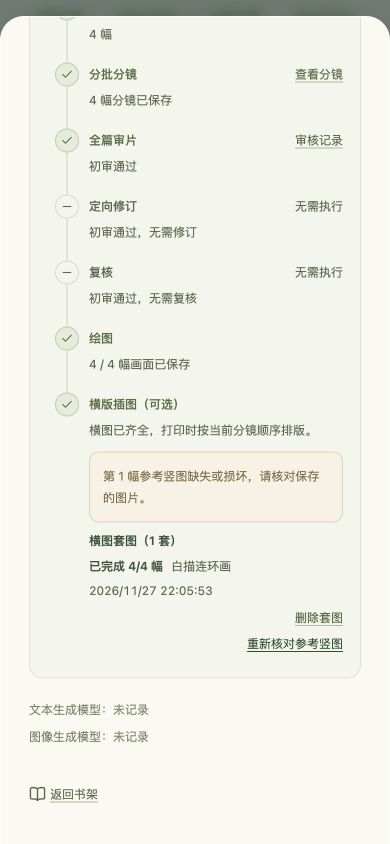 4 幅
分批分镜
查看分镜
4 幅分镜已保存
全篇审片
审核记录
初审通过
定向修订
无需执行
初审通过，无需修订
复核
无需执行
初审通过，无需复核
绘图
4 / 4 幅画面已保存
横版插图（可选）
横图已齐全，打印时按当前分镜顺序排版。
第 1 幅参考竖图缺失或损坏，请核对保存
的图片。
横图套图（1 套）
已完成 4/4 幅 白描连环画
2026/11/27 22:05:53
删除套图
重新核对参考竖图
文本生成模型：未记录
图像生成模型：未记录
返回书架